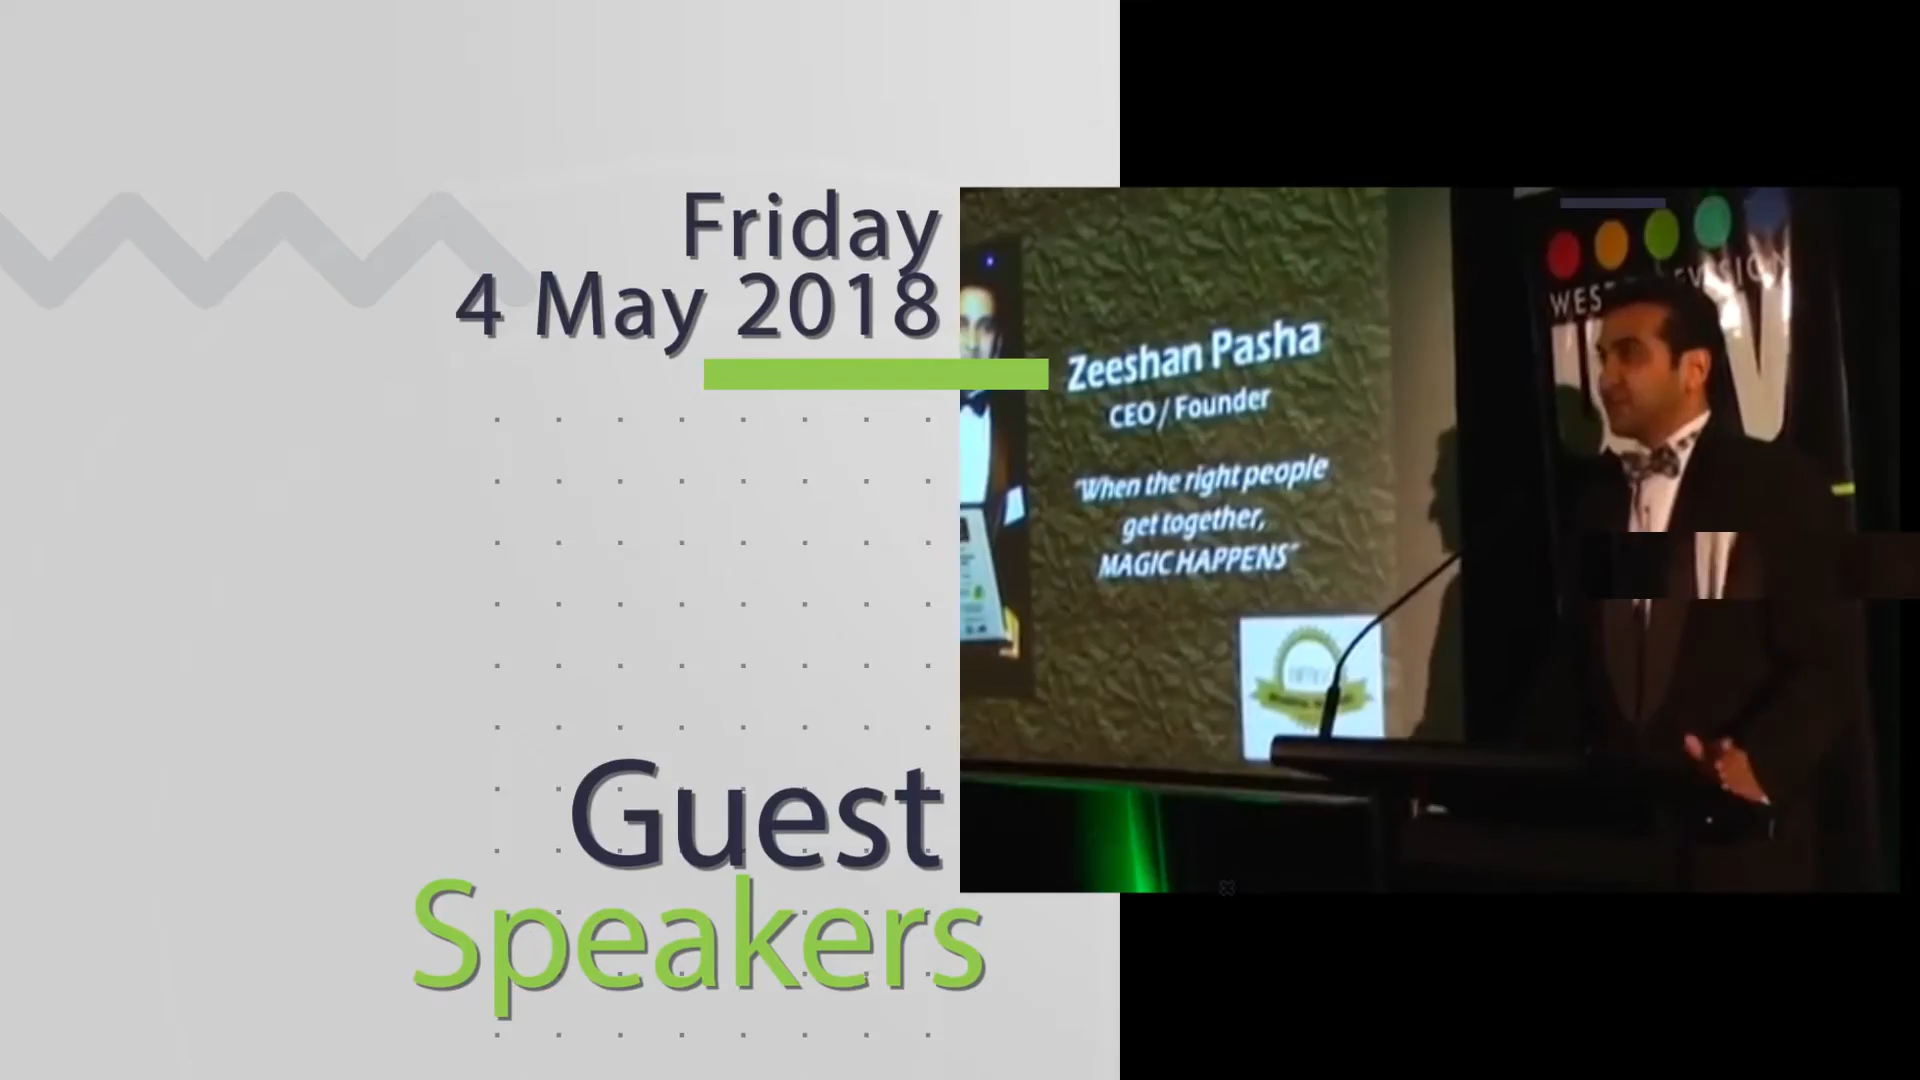 Friday
4 May 2018
Zeeshan Pasha
CEO / Founder
"When the right people
get together,
MAGIC HAPPENS"
Guest
Speakers